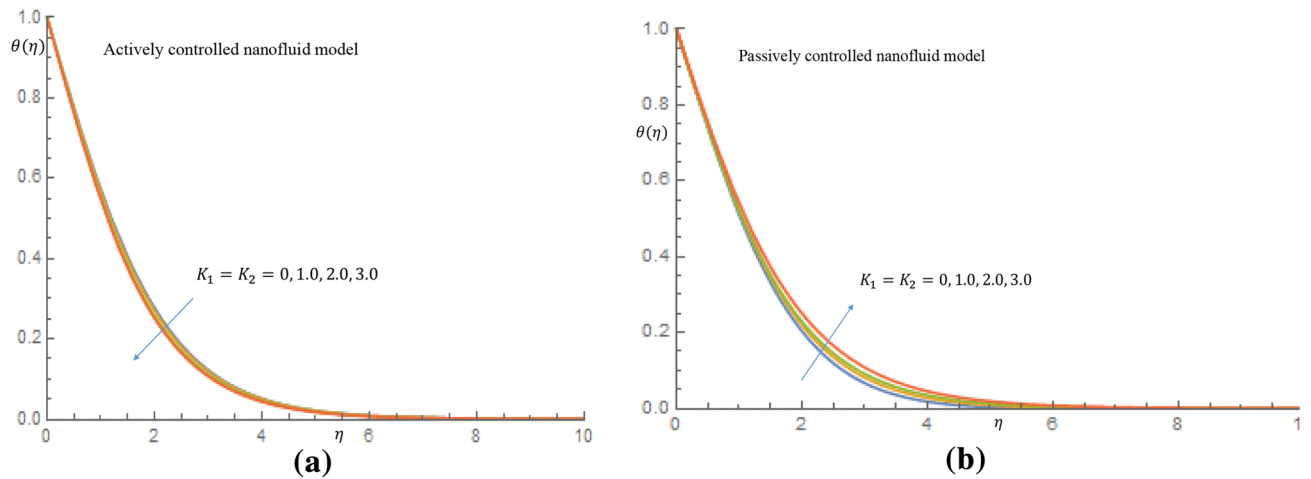 1.0
θ(η)
Actively controlled nanofluid model
0.8
0.6
0.4
K₁ = K₂ = 0, 1.0, 2.0, 3.0
0.2
0.0
0 2 4 η 6 8 10
(a)
1.0
Passively controlled nanofluid model
0.8
θ(η)
0.6
0.4
K₁ = K₂ = 0, 1.0, 2.0, 3.0
0.2
0.0
0 2 4 η 6 8 1
(b)